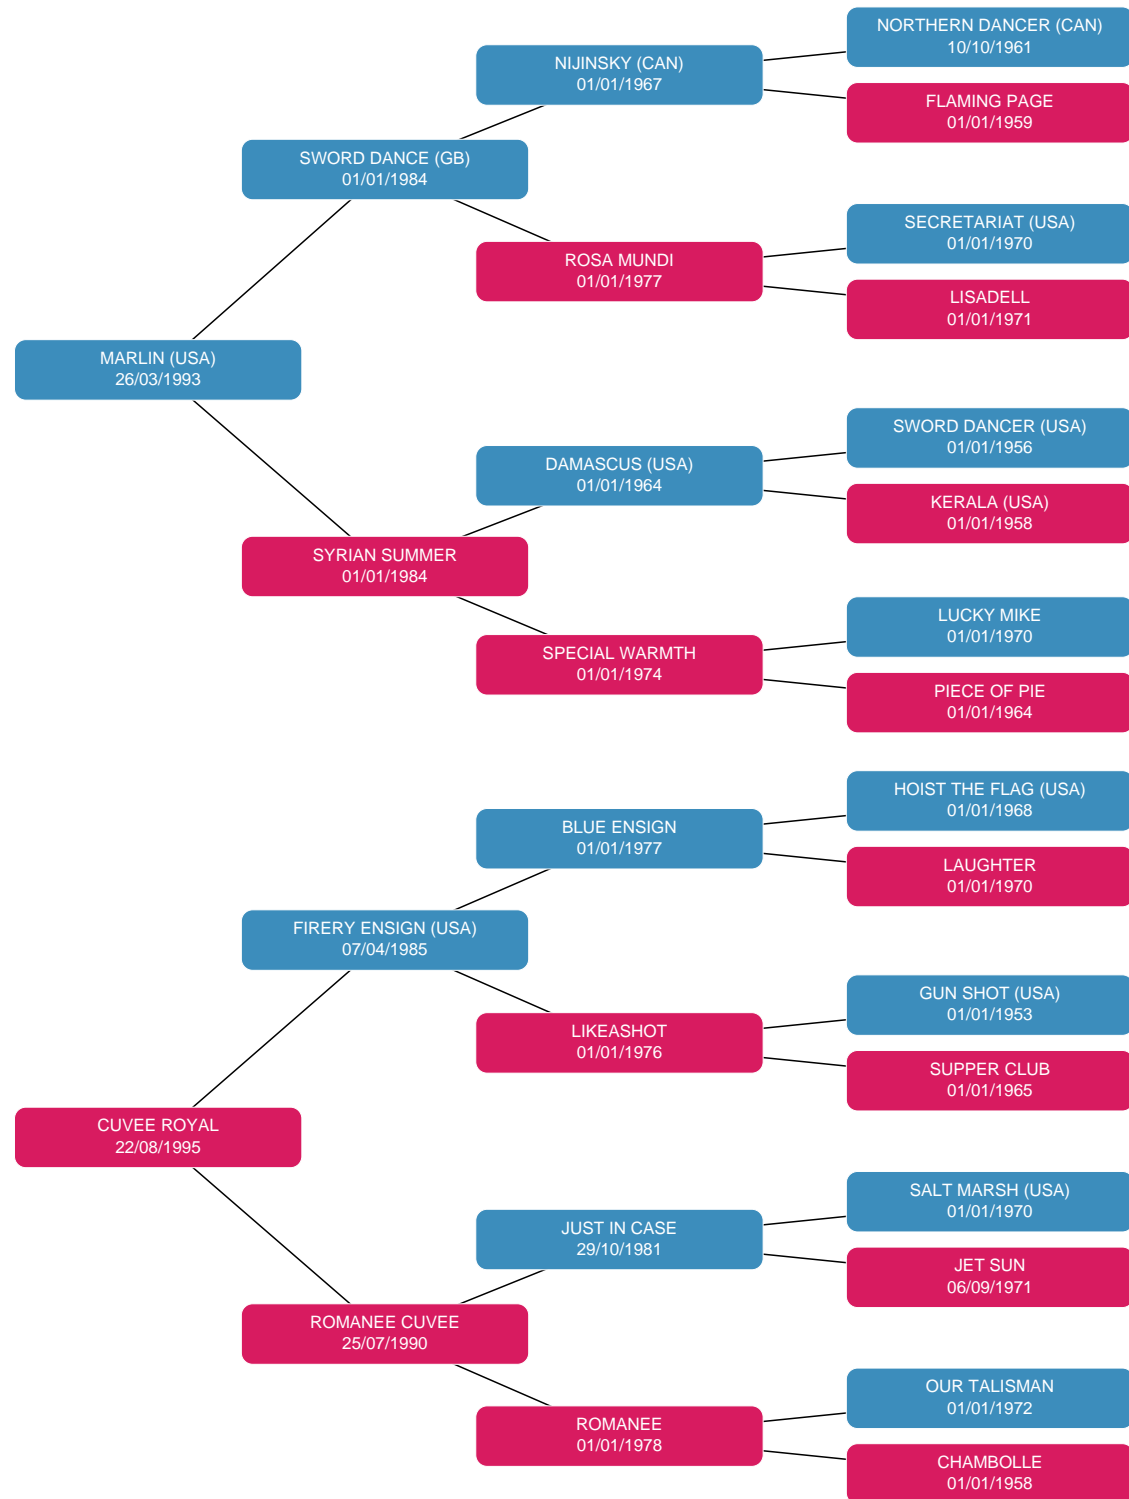 NORTHERN DANCER (CAN)
10/10/1961
NIJINSKY (CAN)
01/01/1967
FLAMING PAGE
01/01/1959
SWORD DANCE (GB)
01/01/1984
SECRETARIAT (USA)
01/01/1970
ROSA MUNDI
01/01/1977
LISADELL
01/01/1971
MARLIN (USA)
26/03/1993
SWORD DANCER (USA)
01/01/1956
DAMASCUS (USA)
01/01/1964
KERALA (USA)
01/01/1958
SYRIAN SUMMER
01/01/1984
LUCKY MIKE
01/01/1970
SPECIAL WARMTH
01/01/1974
PIECE OF PIE
01/01/1964
HOIST THE FLAG (USA)
01/01/1968
BLUE ENSIGN
01/01/1977
LAUGHTER
01/01/1970
FIRERY ENSIGN (USA)
07/04/1985
GUN SHOT (USA)
01/01/1953
LIKEASHOT
01/01/1976
SUPPER CLUB
01/01/1965
CUVEE ROYAL
22/08/1995
SALT MARSH (USA)
01/01/1970
JUST IN CASE
29/10/1981
JET SUN
06/09/1971
ROMANEE CUVEE
25/07/1990
OUR TALISMAN
01/01/1972
ROMANEE
01/01/1978
CHAMBOLLE
01/01/1958